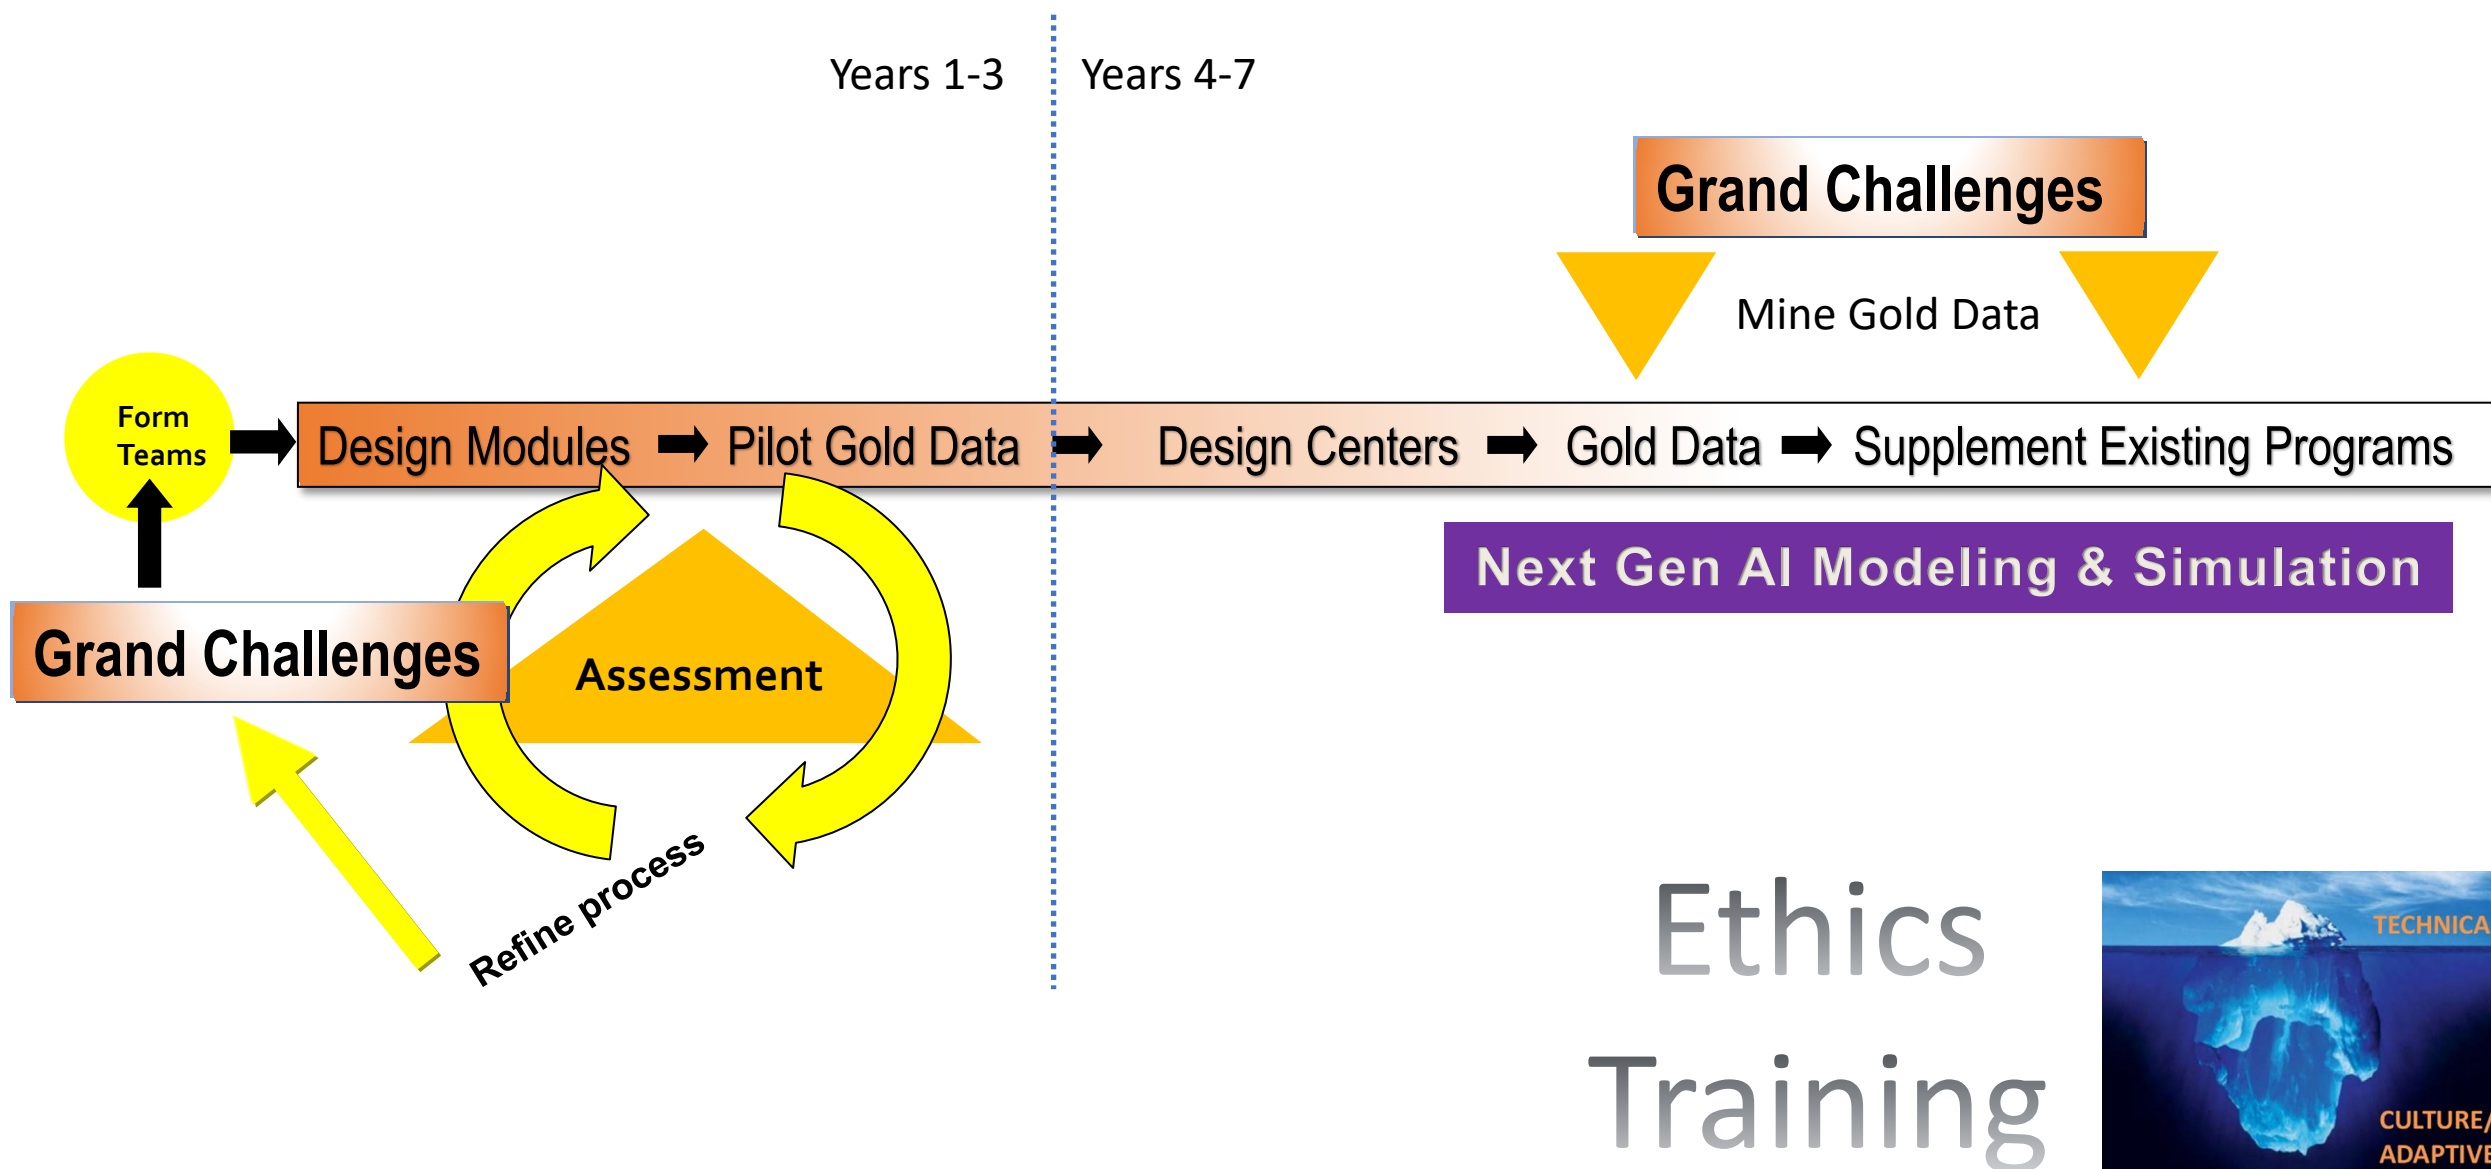 Years 1-3
Years 4-7
Grand Challenges
Mine Gold Data
Form
Teams
Design Modules
Pilot Gold Data
Design Centers
Gold Data
Supplement Existing Programs
Next Gen AI Modeling & Simulation
Grand Challenges
Assessment
Refine process
Ethics
Training
TECHNICA
CULTURE/
ADAPTIVE